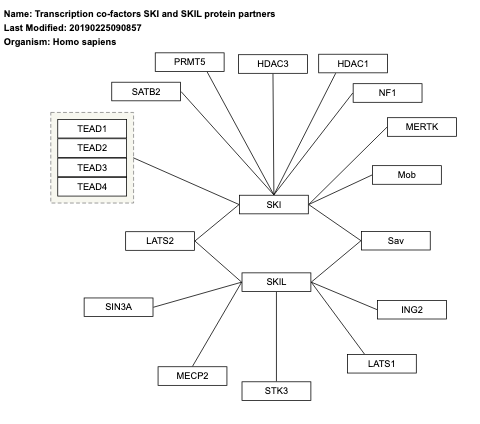 Name: Transcription co-factors SKI and SKIL protein partners
Last Modified: 20190225090857
Organism: Homo sapiens
PRMT5
HDAC3
HDAC1
SATB2
NF1
TEAD1
MERTK
TEAD2
TEAD3
Mob
TEAD4
SKI
LATS2
Sav
SKIL
SIN3A
ING2
LATS1
MECP2
STK3